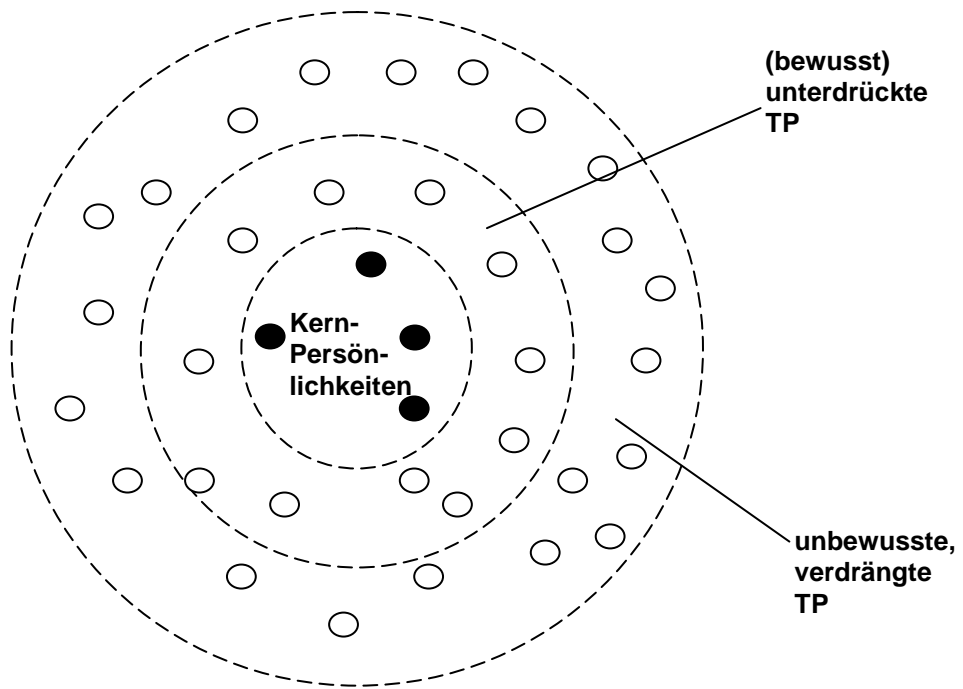 (bewusst)
unterdrückte
TP
Kern-
Persön-
lichkeiten
unbewusste,
verdrängte
TP